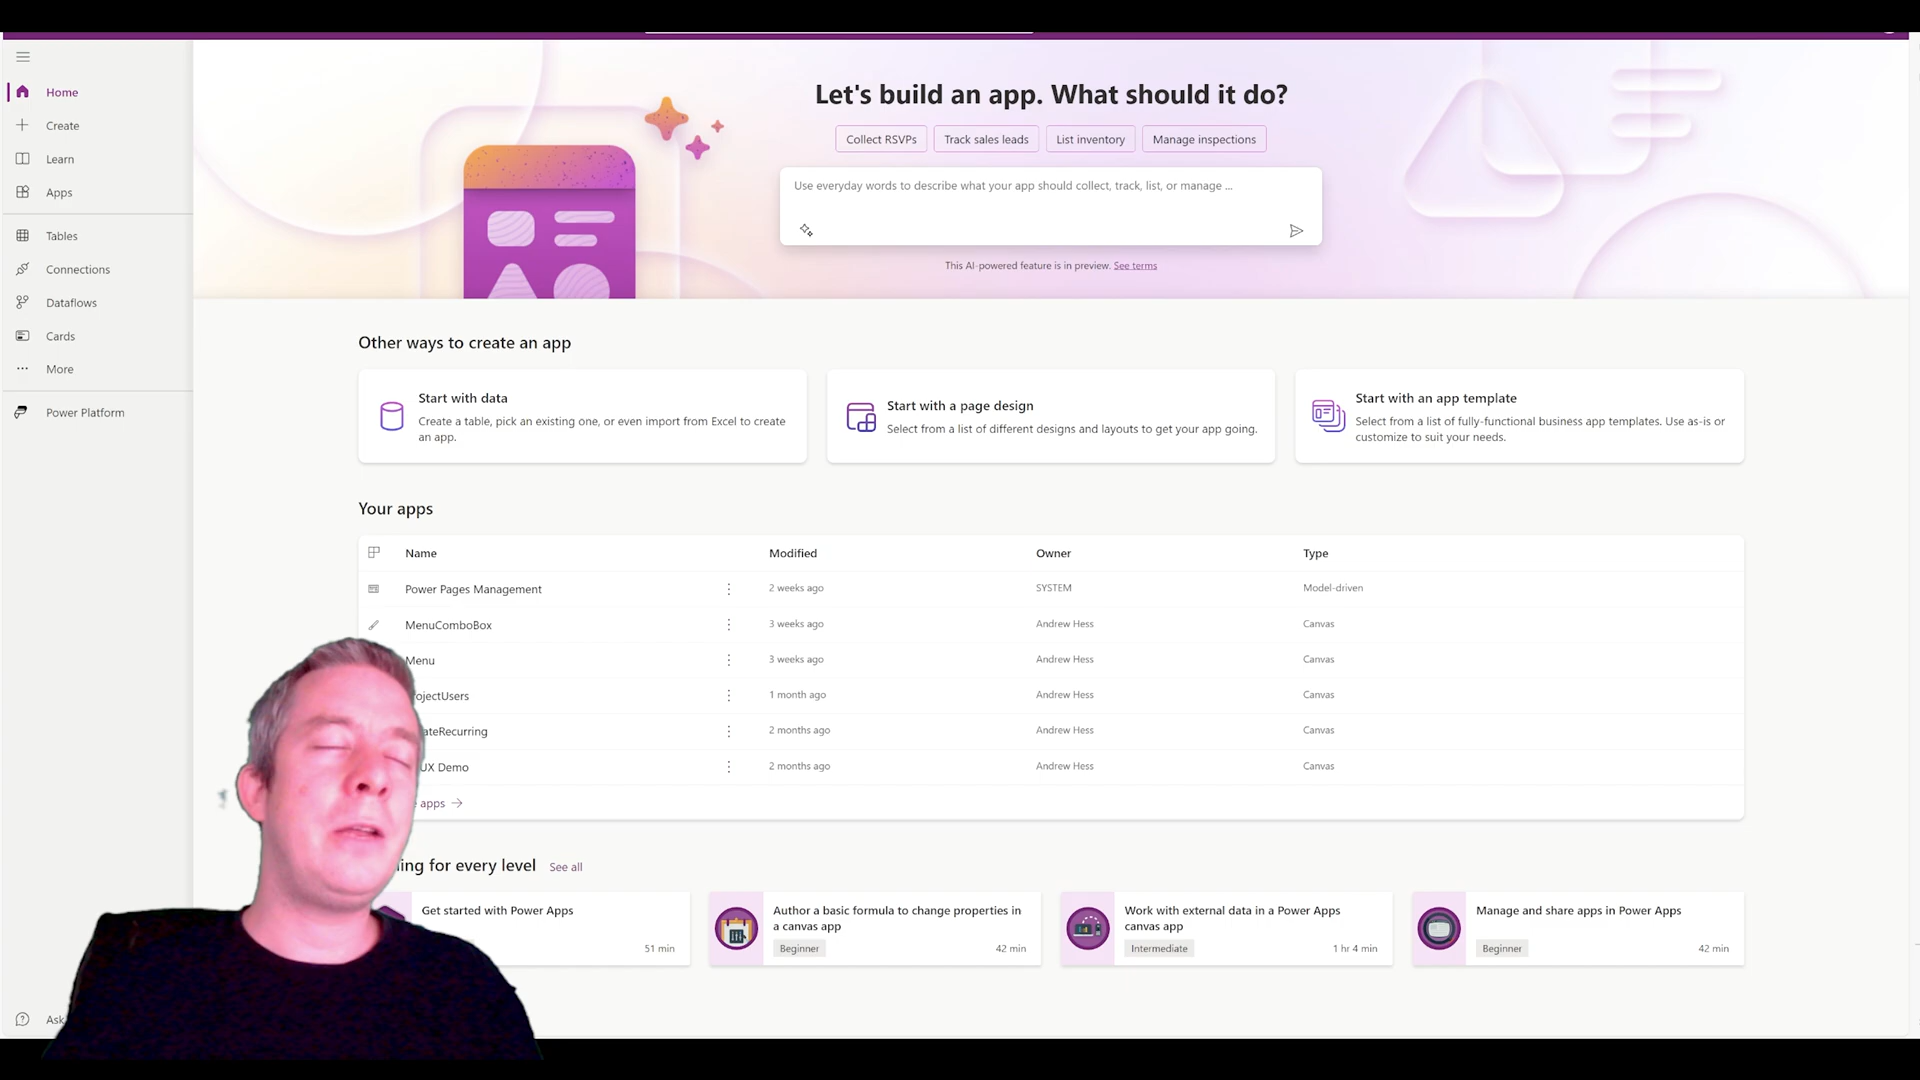 Home
Create
Learn
Apps
Tables
Connections
Dataflows
Cards
More
Power Platform
Ask
Let's build an app. What should it do?
Collect RSVPs Track sales leads List inventory Manage inspections
Use everyday words to describe what your app should collect, track, list, or manage ...
This AI-powered feature is in preview. See terms
Other ways to create an app
Start with data
Create a table, pick an existing one, or even import from Excel to create
an app.
Start with a page design
Select from a list of different designs and layouts to get your app going.
Start with an app template
Select from a list of fully-functional business app templates. Use as-is or
customize to suit your needs.
Your apps
Name Modified Owner Type
Power Pages Management 2 weeks ago SYSTEM Model-driven
MenuComboBox 3 weeks ago Andrew Hess Canvas
Menu 3 weeks ago Andrew Hess Canvas
ojectUsers 1 month ago Andrew Hess Canvas
ateRecurring 2 months ago Andrew Hess Canvas
UX Demo 2 months ago Andrew Hess Canvas
apps
ing for every level See all
Get started with Power Apps
51 min
Author a basic formula to change properties in
a canvas app
Beginner 42 min
Work with external data in a Power Apps
canvas app
Intermediate 1 hr 4 min
Manage and share apps in Power Apps
Beginner 42 min